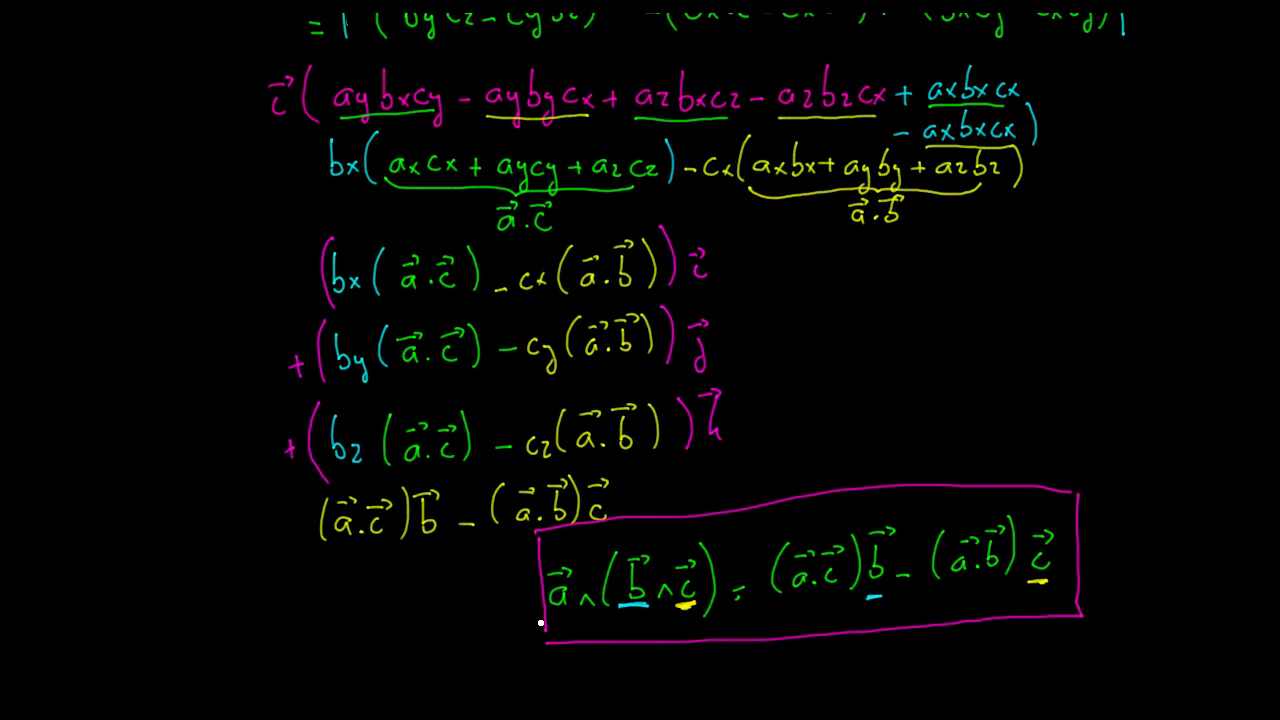 i⃗ ( aybxcy - aybycx + azbxcz - azbzcx + axbxcx
- axbxcx )
bx( axcx + aycy + azcz ) - cx( axbx + ayby + azbz )
a⃗.c⃗ a⃗.b⃗
(bx( a⃗.c⃗ ) - cx( a⃗.b⃗ )) i⃗
+ (by( a⃗.c⃗ ) - cy( a⃗.b⃗ )) j⃗
+ (bz( a⃗.c⃗ ) - cz( a⃗.b⃗ )) k⃗
(a⃗.c⃗)b⃗ - (a⃗.b⃗)c⃗
a⃗ ∧ ( b⃗ ∧ c⃗ ) = (a⃗.c⃗)b⃗ - (a⃗.b⃗) c⃗